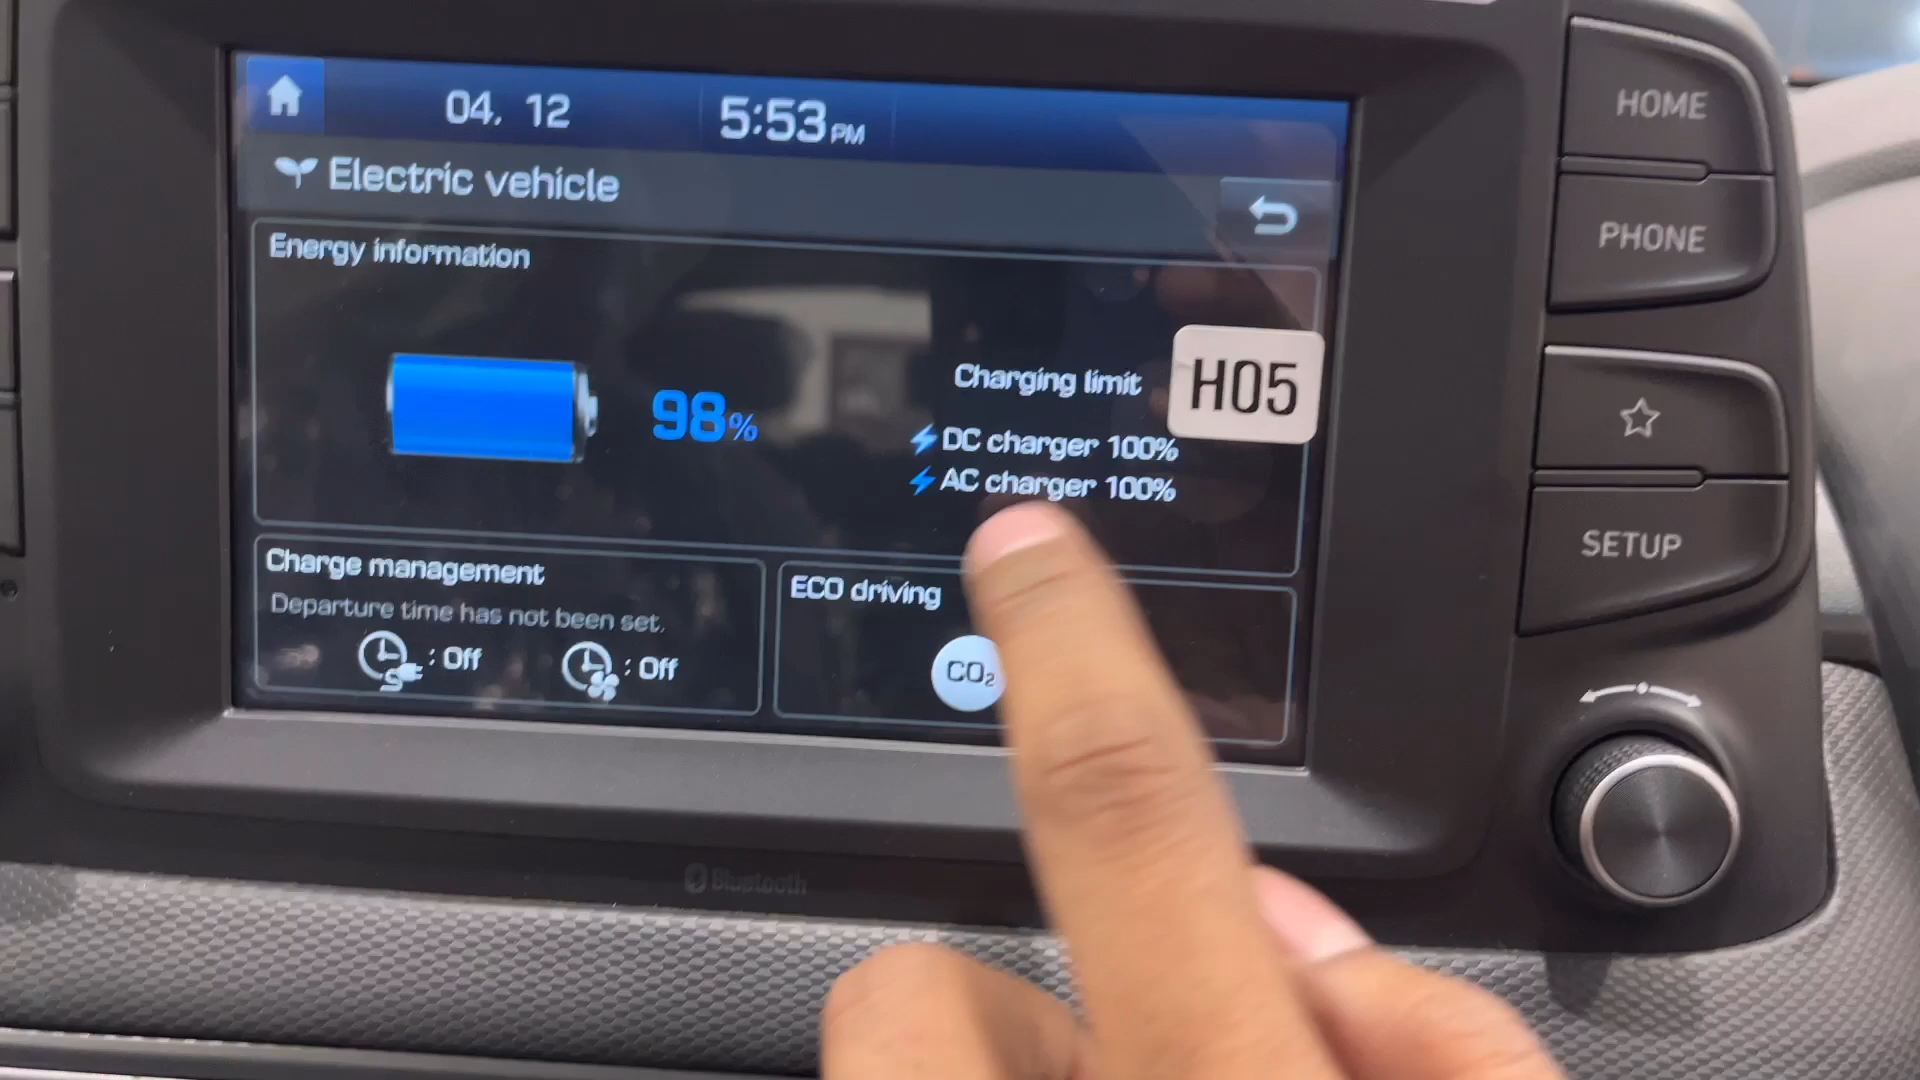 04. 12
5:53 PM
HOME
Electric vehicle
PHONE
Energy information
98%
Charging limit
H05
DC charger 100%
AC charger 100%
SETUP
Charge management
Departure time has not been set.
: Off
: Off
ECO driving
CO₂
Bluetooth